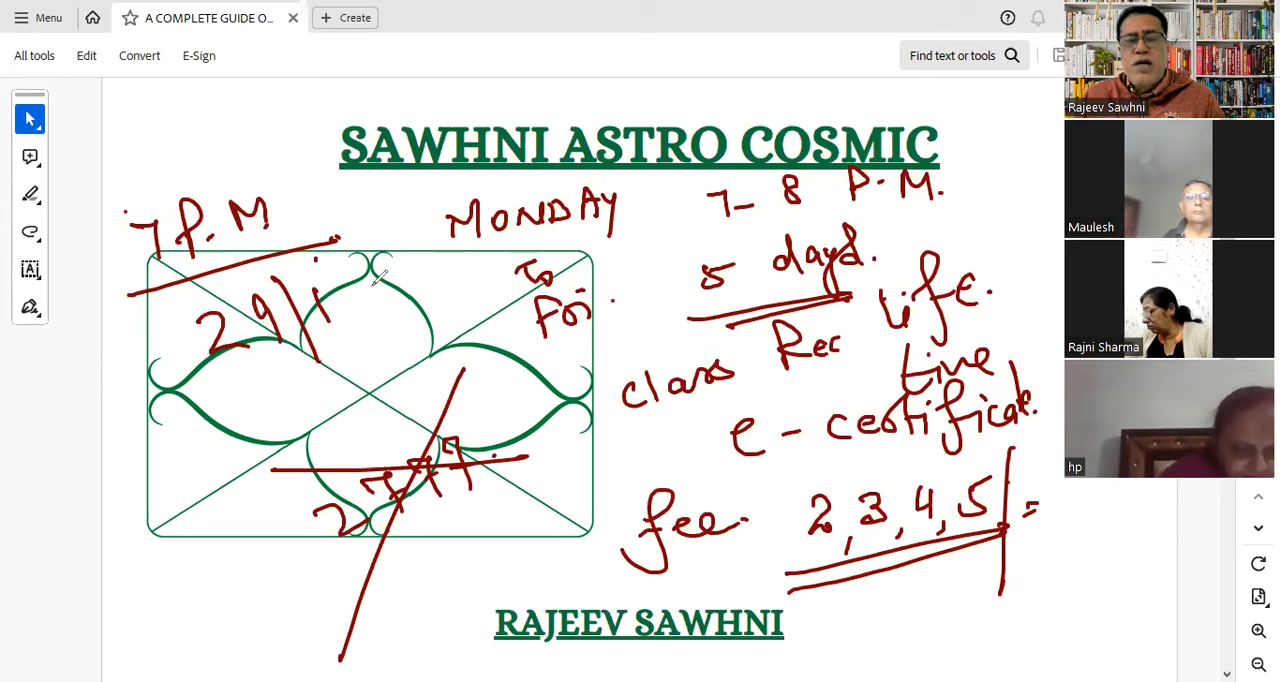 Menu
A COMPLETE GUIDE O...
Create
All tools
Edit
Convert
E-Sign
Find text or tools
SAWHNI ASTRO COSMIC
7 P.M
MONDAY
7- 8 P.M.
to
Fri
5 days.
Life
Time
29/1
class Rec
e- certificate
2999
fee
2,3,4,5 =
RAJEEV SAWHNI
Rajeev Sawhni
Maulesh
Rajni Sharma
hp